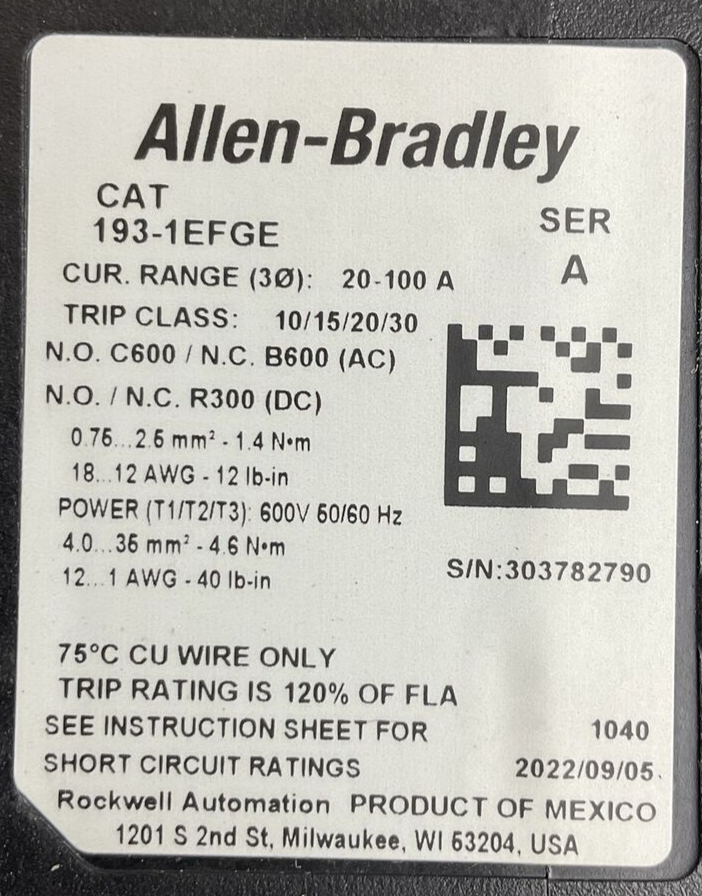 Allen-Bradley
CAT
193-1EFGE
SER
A
CUR. RANGE (3Ø): 20-100 A
TRIP CLASS: 10/15/20/30
N.O. C600 / N.C. B600 (AC)
N.O. / N.C. R300 (DC)
0.75...2.5 mm² - 1.4 N•m
18...12 AWG - 12 lb-in
POWER (T1/T2/T3): 600V 50/60 Hz
4.0...35 mm² - 4.6 N•m
12...1 AWG - 40 lb-in
S/N:303782790
75°C CU WIRE ONLY
TRIP RATING IS 120% OF FLA
SEE INSTRUCTION SHEET FOR 1040
SHORT CIRCUIT RATINGS 2022/09/05
Rockwell Automation PRODUCT OF MEXICO
1201 S 2nd St, Milwaukee, WI 53204, USA